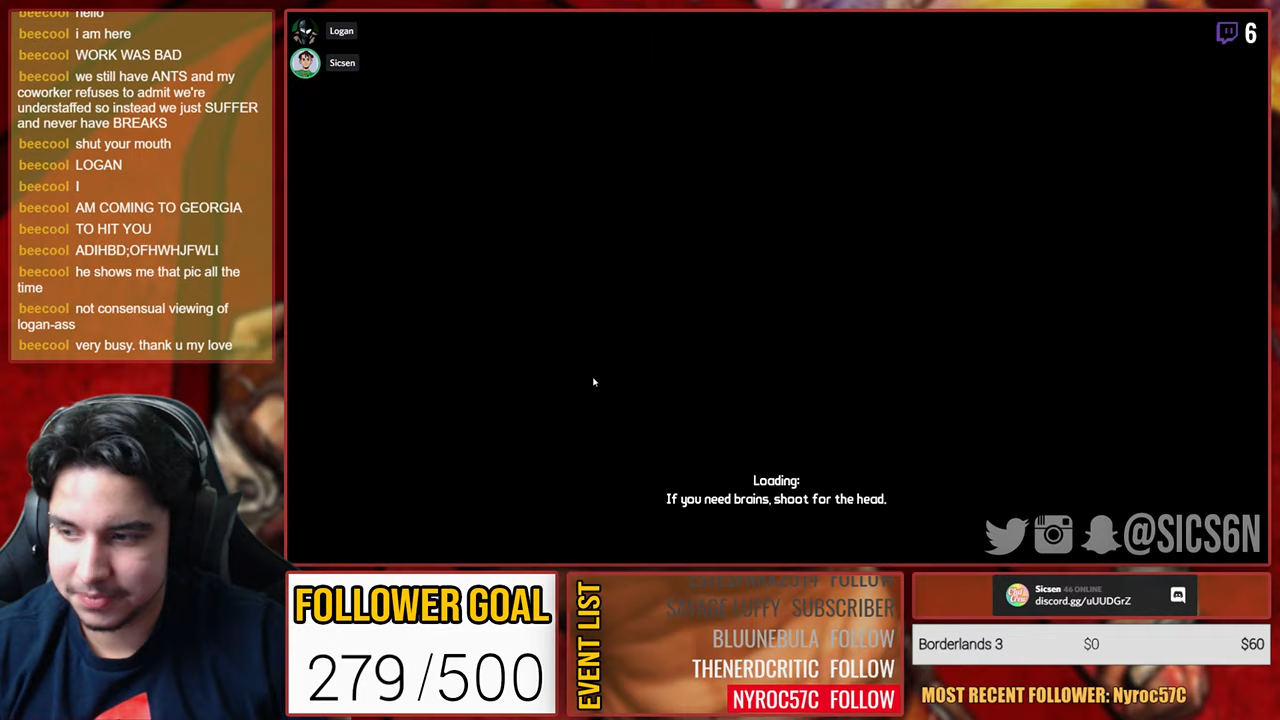 beecool hello
beecool i am here
beecool WORK WAS BAD
beecool we still have ANTS and my
coworker refuses to admit we're
understaffed so instead we just SUFFER
and never have BREAKS
beecool shut your mouth
beecool LOGAN
beecool I
beecool AM COMING TO GEORGIA
beecool TO HIT YOU
beecool ADIHBD;OFHWHJFWLI
beecool he shows me that pic all the
time
beecool not consensual viewing of
logan-ass
beecool very busy. thank u my love
Logan
Sicsen
6
Loading:
If you need brains, shoot for the head.
@SICS6N
FOLLOWER GOAL
279/500
EVENT LIST
FOLLOW
SAVAGE LUFFY SUBSCRIBER
BLUUNEBULA FOLLOW
THENERDCRITIC FOLLOW
NYROC57C FOLLOW
Sicsen 46 ONLINE
discord.gg/uUUDGrZ
Borderlands 3 $0 $60
MOST RECENT FOLLOWER: Nyroc57C